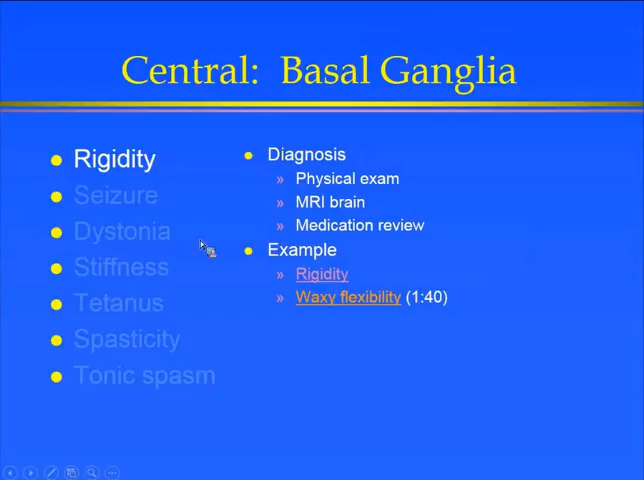 Central: Basal Ganglia
Rigidity
Seizure
Dystonia
Stiffness
Tetanus
Spasticity
Tonic spasm
Diagnosis
» Physical exam
» MRI brain
» Medication review
Example
» Rigidity
» Waxy flexibility (1:40)